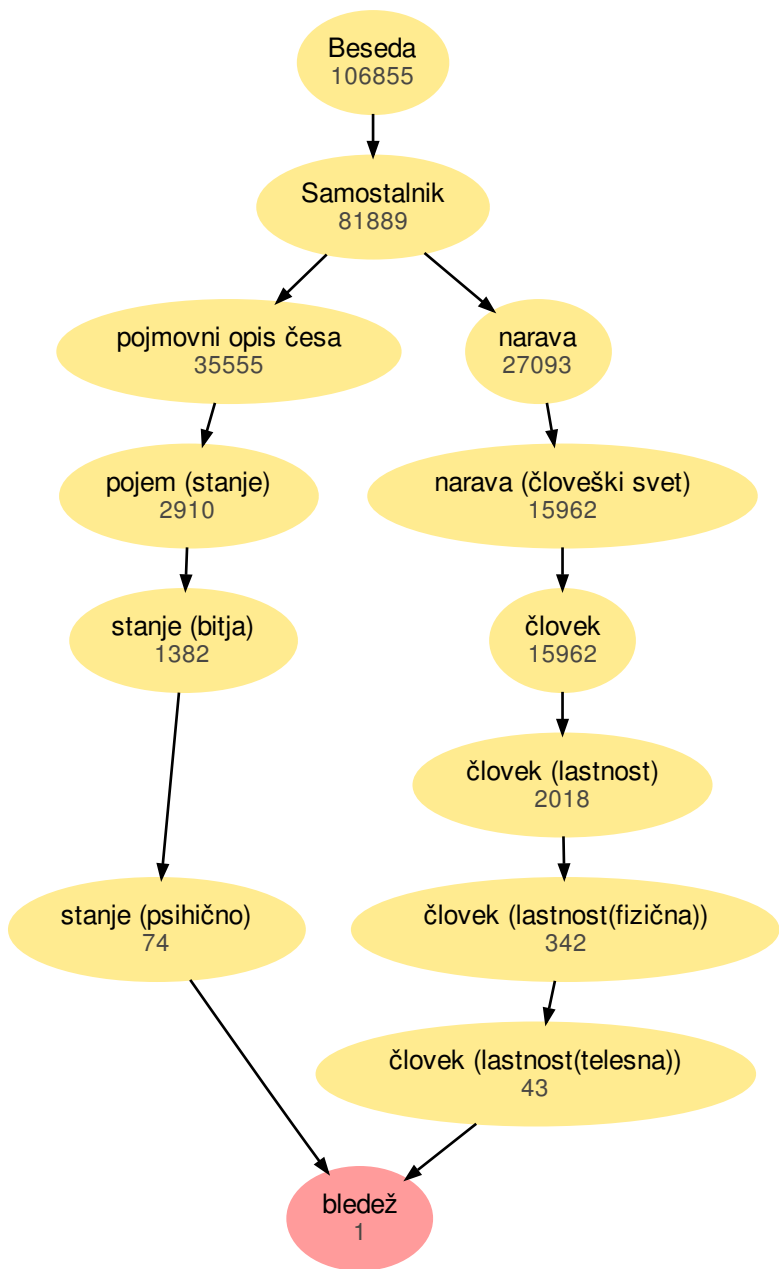 Beseda
106855
Samostalnik
81889
pojmovni opis česa
35555
narava
27093
pojem (stanje)
2910
narava (človeški svet)
15962
stanje (bitja)
1382
človek
15962
človek (lastnost)
2018
stanje (psihično)
74
človek (lastnost(fizična))
342
človek (lastnost(telesna))
43
bledež
1